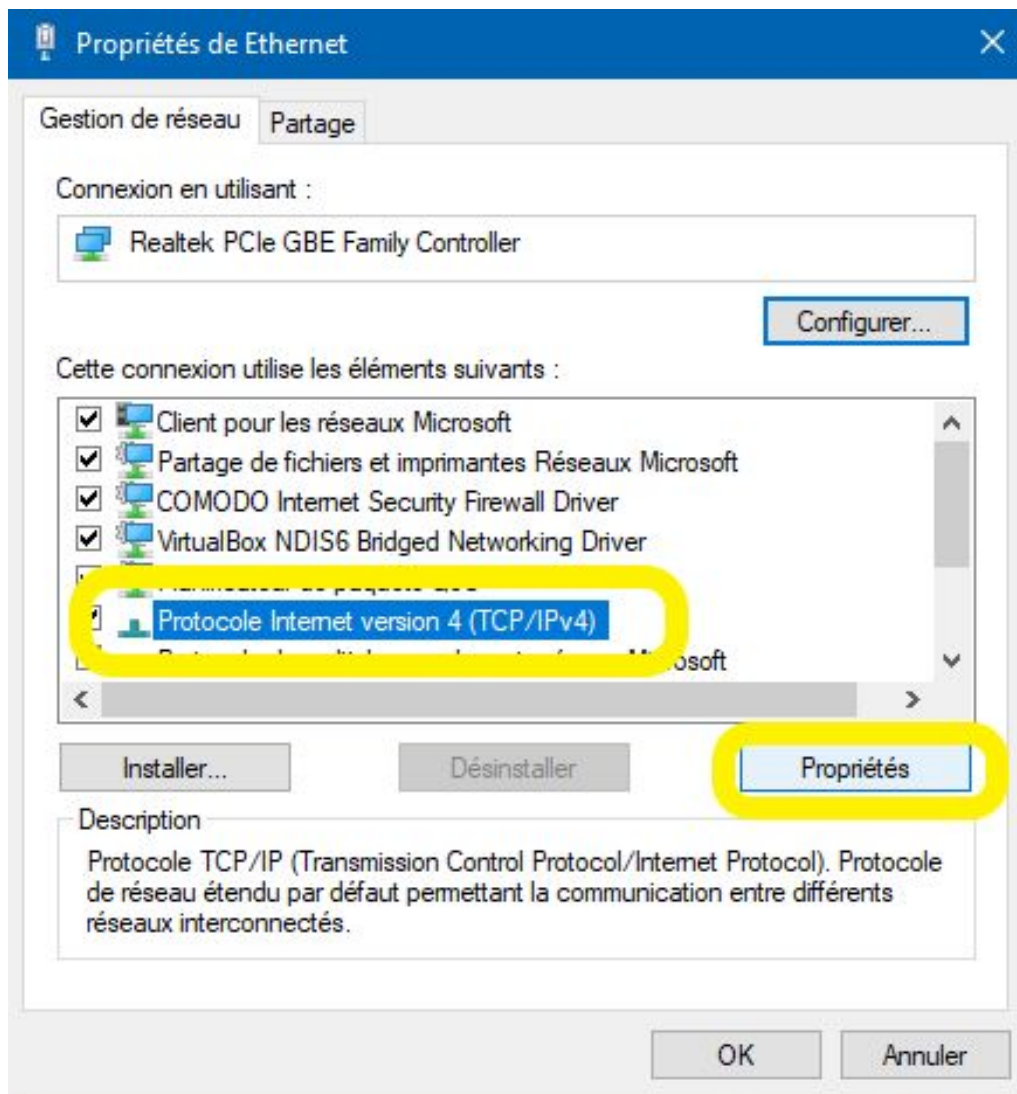 Propriétés de Ethernet
Gestion de réseau
Partage
Connexion en utilisant :
Realtek PCIe GBE Family Controller
Configurer...
Cette connexion utilise les éléments suivants :
Client pour les réseaux Microsoft
Partage de fichiers et imprimantes Réseaux Microsoft
COMODO Internet Security Firewall Driver
VirtualBox NDIS6 Bridged Networking Driver
Protocole Internet version 4 (TCP/IPv4)
Installer...
Désinstaller
Propriétés
Description
Protocole TCP/IP (Transmission Control Protocol/Internet Protocol). Protocole
de réseau étendu par défaut permettant la communication entre différents
réseaux interconnectés.
OK
Annuler